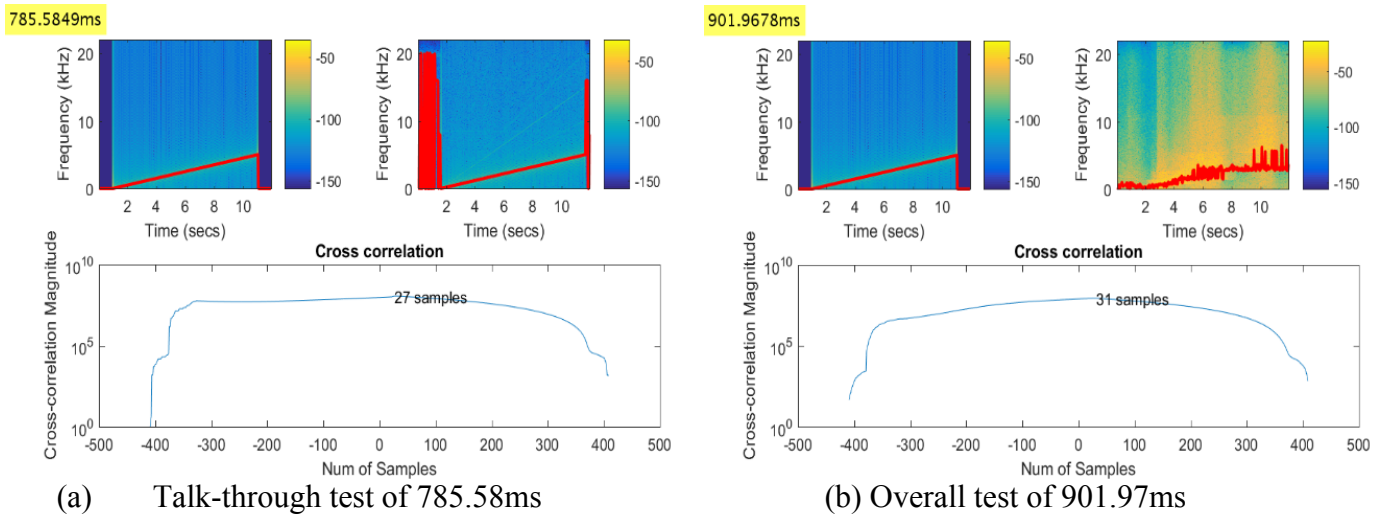 785.5849ms
Frequency (kHz)
20
10
0
2 4 6 8 10
Time (secs)
-50
-100
-150
Frequency (kHz)
20
10
0
2 4 6 8 10
Time (secs)
-50
-100
-150
Cross correlation
Cross-correlation Magnitude
10^10
10^5
10^0
27 samples
-500 -400 -300 -200 -100 0 100 200 300 400 500
Num of Samples
(a) Talk-through test of 785.58ms
901.9678ms
Frequency (kHz)
20
10
0
2 4 6 8 10
Time (secs)
-50
-100
-150
Frequency (kHz)
20
10
0
2 4 6 8 10
Time (secs)
-50
-100
-150
Cross correlation
Cross-correlation Magnitude
10^10
10^5
10^0
31 samples
-500 -400 -300 -200 -100 0 100 200 300 400 500
Num of Samples
(b) Overall test of 901.97ms